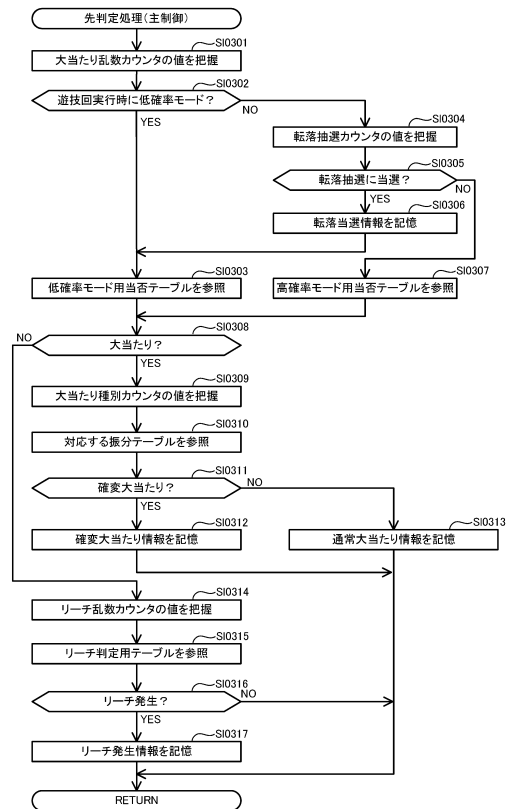 先判定処理(主制御)
SI0301
大当たり乱数カウンタの値を把握
SI0302
遊技回実行時に低確率モード?
NO
YES
SI0304
転落抽選カウンタの値を把握
SI0305
転落抽選に当選?
NO
YES
SI0306
転落当選情報を記憶
SI0303
低確率モード用当否テーブルを参照
SI0307
高確率モード用当否テーブルを参照
SI0308
NO
大当たり?
YES
SI0309
大当たり種別カウンタの値を把握
SI0310
対応する振分テーブルを参照
SI0311
確変大当たり?
NO
YES
SI0312
確変大当たり情報を記憶
SI0313
通常大当たり情報を記憶
SI0314
リーチ乱数カウンタの値を把握
SI0315
リーチ判定用テーブルを参照
SI0316
リーチ発生?
NO
YES
SI0317
リーチ発生情報を記憶
RETURN